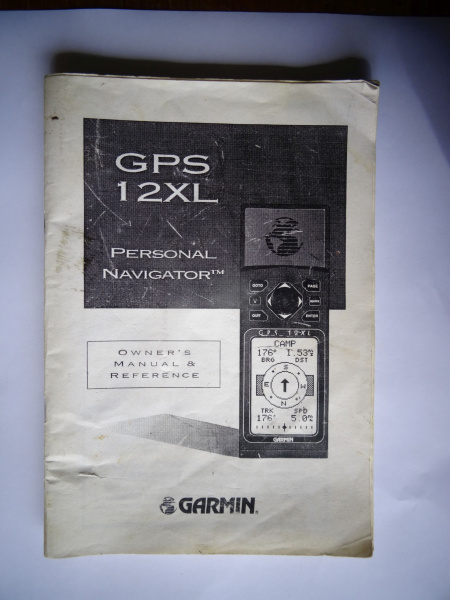 GPS
12XL
PERSONAL
NAVIGATOR™
OWNER'S
MANUAL &
REFERENCE
GOTO
PAGE
QUIT
ENTER
GPS 12XL
CAMP
176° 1.53
BRG DST
S
E W
N
TRK SPD
176° 5.0
GARMIN
GARMIN®